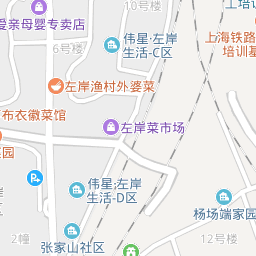 10号楼
工培训
爱亲母婴专卖店
6号楼
伟星·左岸
生活-C区
上海铁路
培训基
左岸渔村外婆菜
布衣徽菜馆
左岸菜市场
园
伟星·左岸
生活-D区
杨场端家园
2幢
张家山社区
12号楼